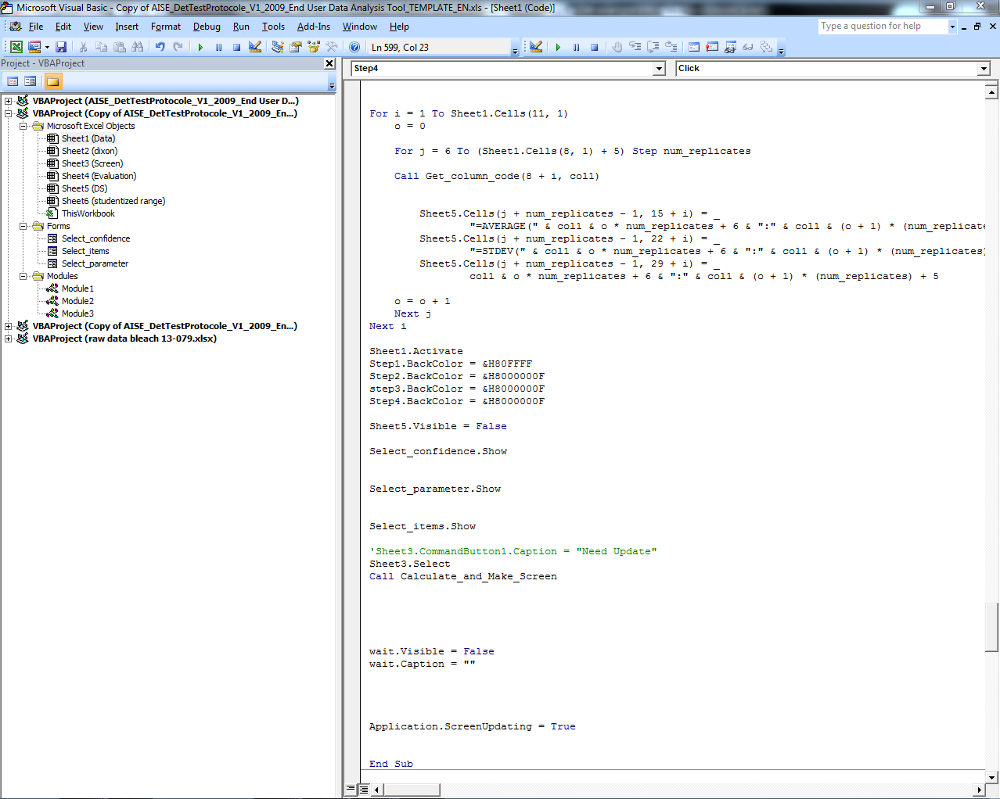 Microsoft Visual Basic - Copy of AISE_DetTestProtocole_V1_2009_End User Data Analysis Tool_TEMPLATE_EN.xls - [Sheet1 (Code)]
File Edit View Insert Format Debug Run Tools Add-Ins Window Help
Type a question for help
Ln 599, Col 23
Project - VBAProject
VBAProject (AISE_DetTestProtocole_V1_2009_End User D...)
VBAProject (Copy of AISE_DetTestProtocole_V1_2009_En...)
Microsoft Excel Objects
Sheet1 (Data)
Sheet2 (dixon)
Sheet3 (Screen)
Sheet4 (Evaluation)
Sheet5 (DS)
Sheet6 (studentized range)
ThisWorkbook
Forms
Select_confidence
Select_items
Select_parameter
Modules
Module1
Module2
Module3
VBAProject (Copy of AISE_DetTestProtocole_V1_2009_En...)
VBAProject (raw data bleach 13-079.xlsx)
Step4
Click
For i = 1 To Sheet1.Cells(11, 1)
o = 0
For j = 6 To (Sheet1.Cells(8, 1) + 5) Step num_replicates
Call Get_column_code(8 + i, col1)
Sheet5.Cells(j + num_replicates - 1, 15 + i) = _
"=AVERAGE(" & col1 & o * num_replicates + 6 & ":" & col1 & (o + 1) * (num_replicate
Sheet5.Cells(j + num_replicates - 1, 22 + i) = _
"=STDEV(" & col1 & o * num_replicates + 6 & ":" & col1 & (o + 1) * (num_replicates)
Sheet5.Cells(j + num_replicates - 1, 29 + i) = _
col1 & o * num_replicates + 6 & ":" & col1 & (o + 1) * (num_replicates) + 5
o = o + 1
Next j
Next i
Sheet1.Activate
Step1.BackColor = &H80FFFF
Step2.BackColor = &H8000000F
step3.BackColor = &H8000000F
Step4.BackColor = &H8000000F
Sheet5.Visible = False
Select_confidence.Show
Select_parameter.Show
Select_items.Show
'Sheet3.CommandButton1.Caption = "Need Update"
Sheet3.Select
Call Calculate_and_Make_Screen
wait.Visible = False
wait.Caption = ""
Application.ScreenUpdating = True
End Sub